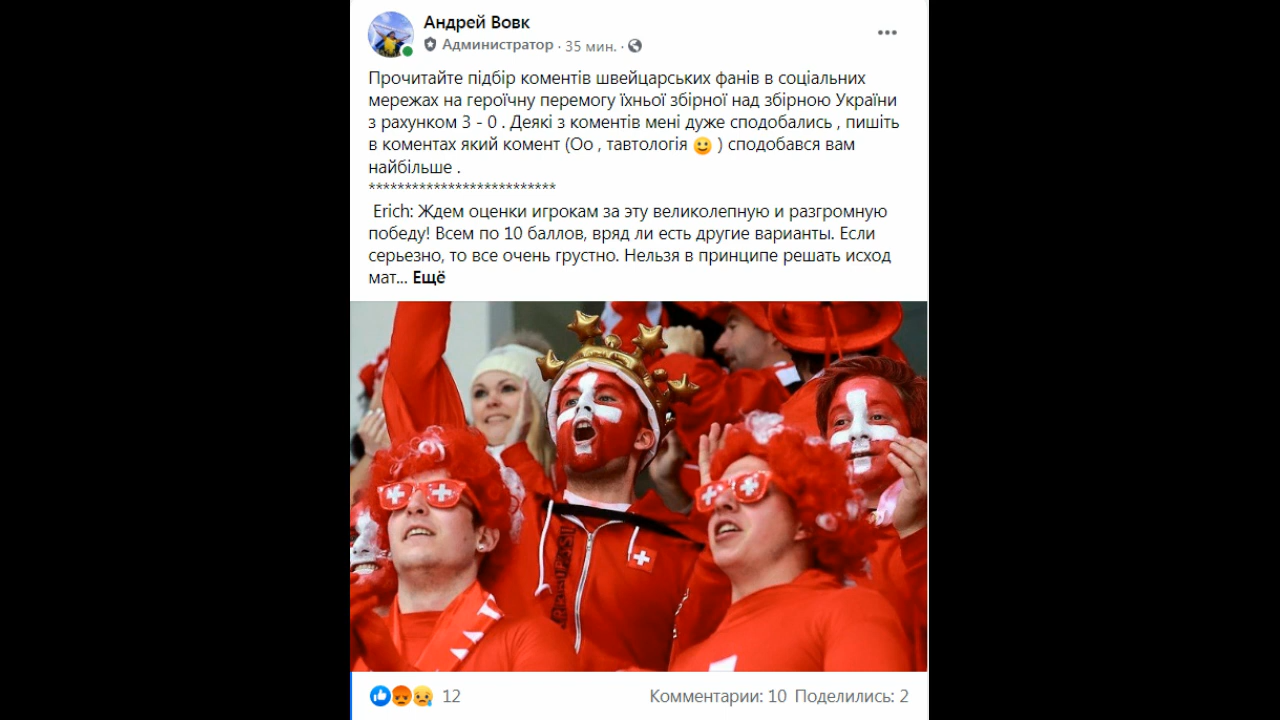 Андрей Вовк
Администратор · 35 мин. ·
Прочитайте підбір коментів швейцарських фанів в соціальних
мережах на героїчну перемогу їхньої збірної над збірною України
з рахунком 3 - 0 . Деякі з коментів мені дуже сподобались , пишіть
в коментах який комент (Оо , тавтологія 🙂 ) сподобався вам
найбільше .
**************************
Erich: Ждем оценки игрокам за эту великолепную и разгромную
победу! Всем по 10 баллов, вряд ли есть другие варианты. Если
серьезно, то все очень грустно. Нельзя в принципе решать исход
мат... Ещё
12
Комментарии: 10 Поделились: 2